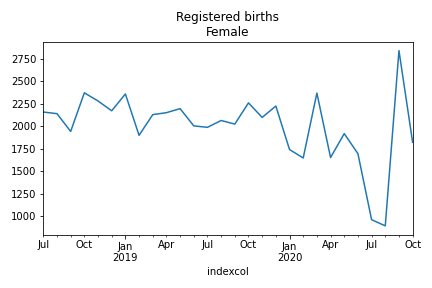 Registered births
Female
2750
2500
2250
2000
1750
1500
1250
1000
Jul Oct Jan Apr Jul Oct Jan Apr Jul Oct
2019 2020
indexcol